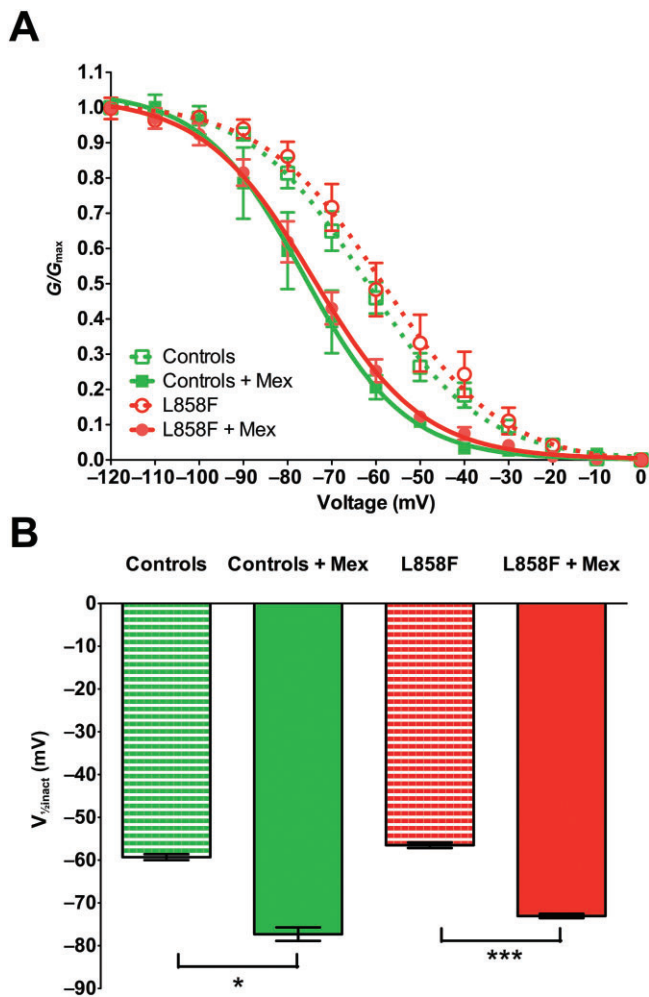 A
1.1
1.0
0.9
0.8
0.7
0.6
0.5
0.4
0.3
0.2
0.1
0.0
G/Gmax
Controls
Controls + Mex
L858F
L858F + Mex
–120 –110 –100 –90 –80 –70 –60 –50 –40 –30 –20 –10 0
Voltage (mV)
B
Controls Controls + Mex L858F L858F + Mex
0
–10
–20
–30
–40
–50
–60
–70
–80
–90
V½inact (mV)
* ***